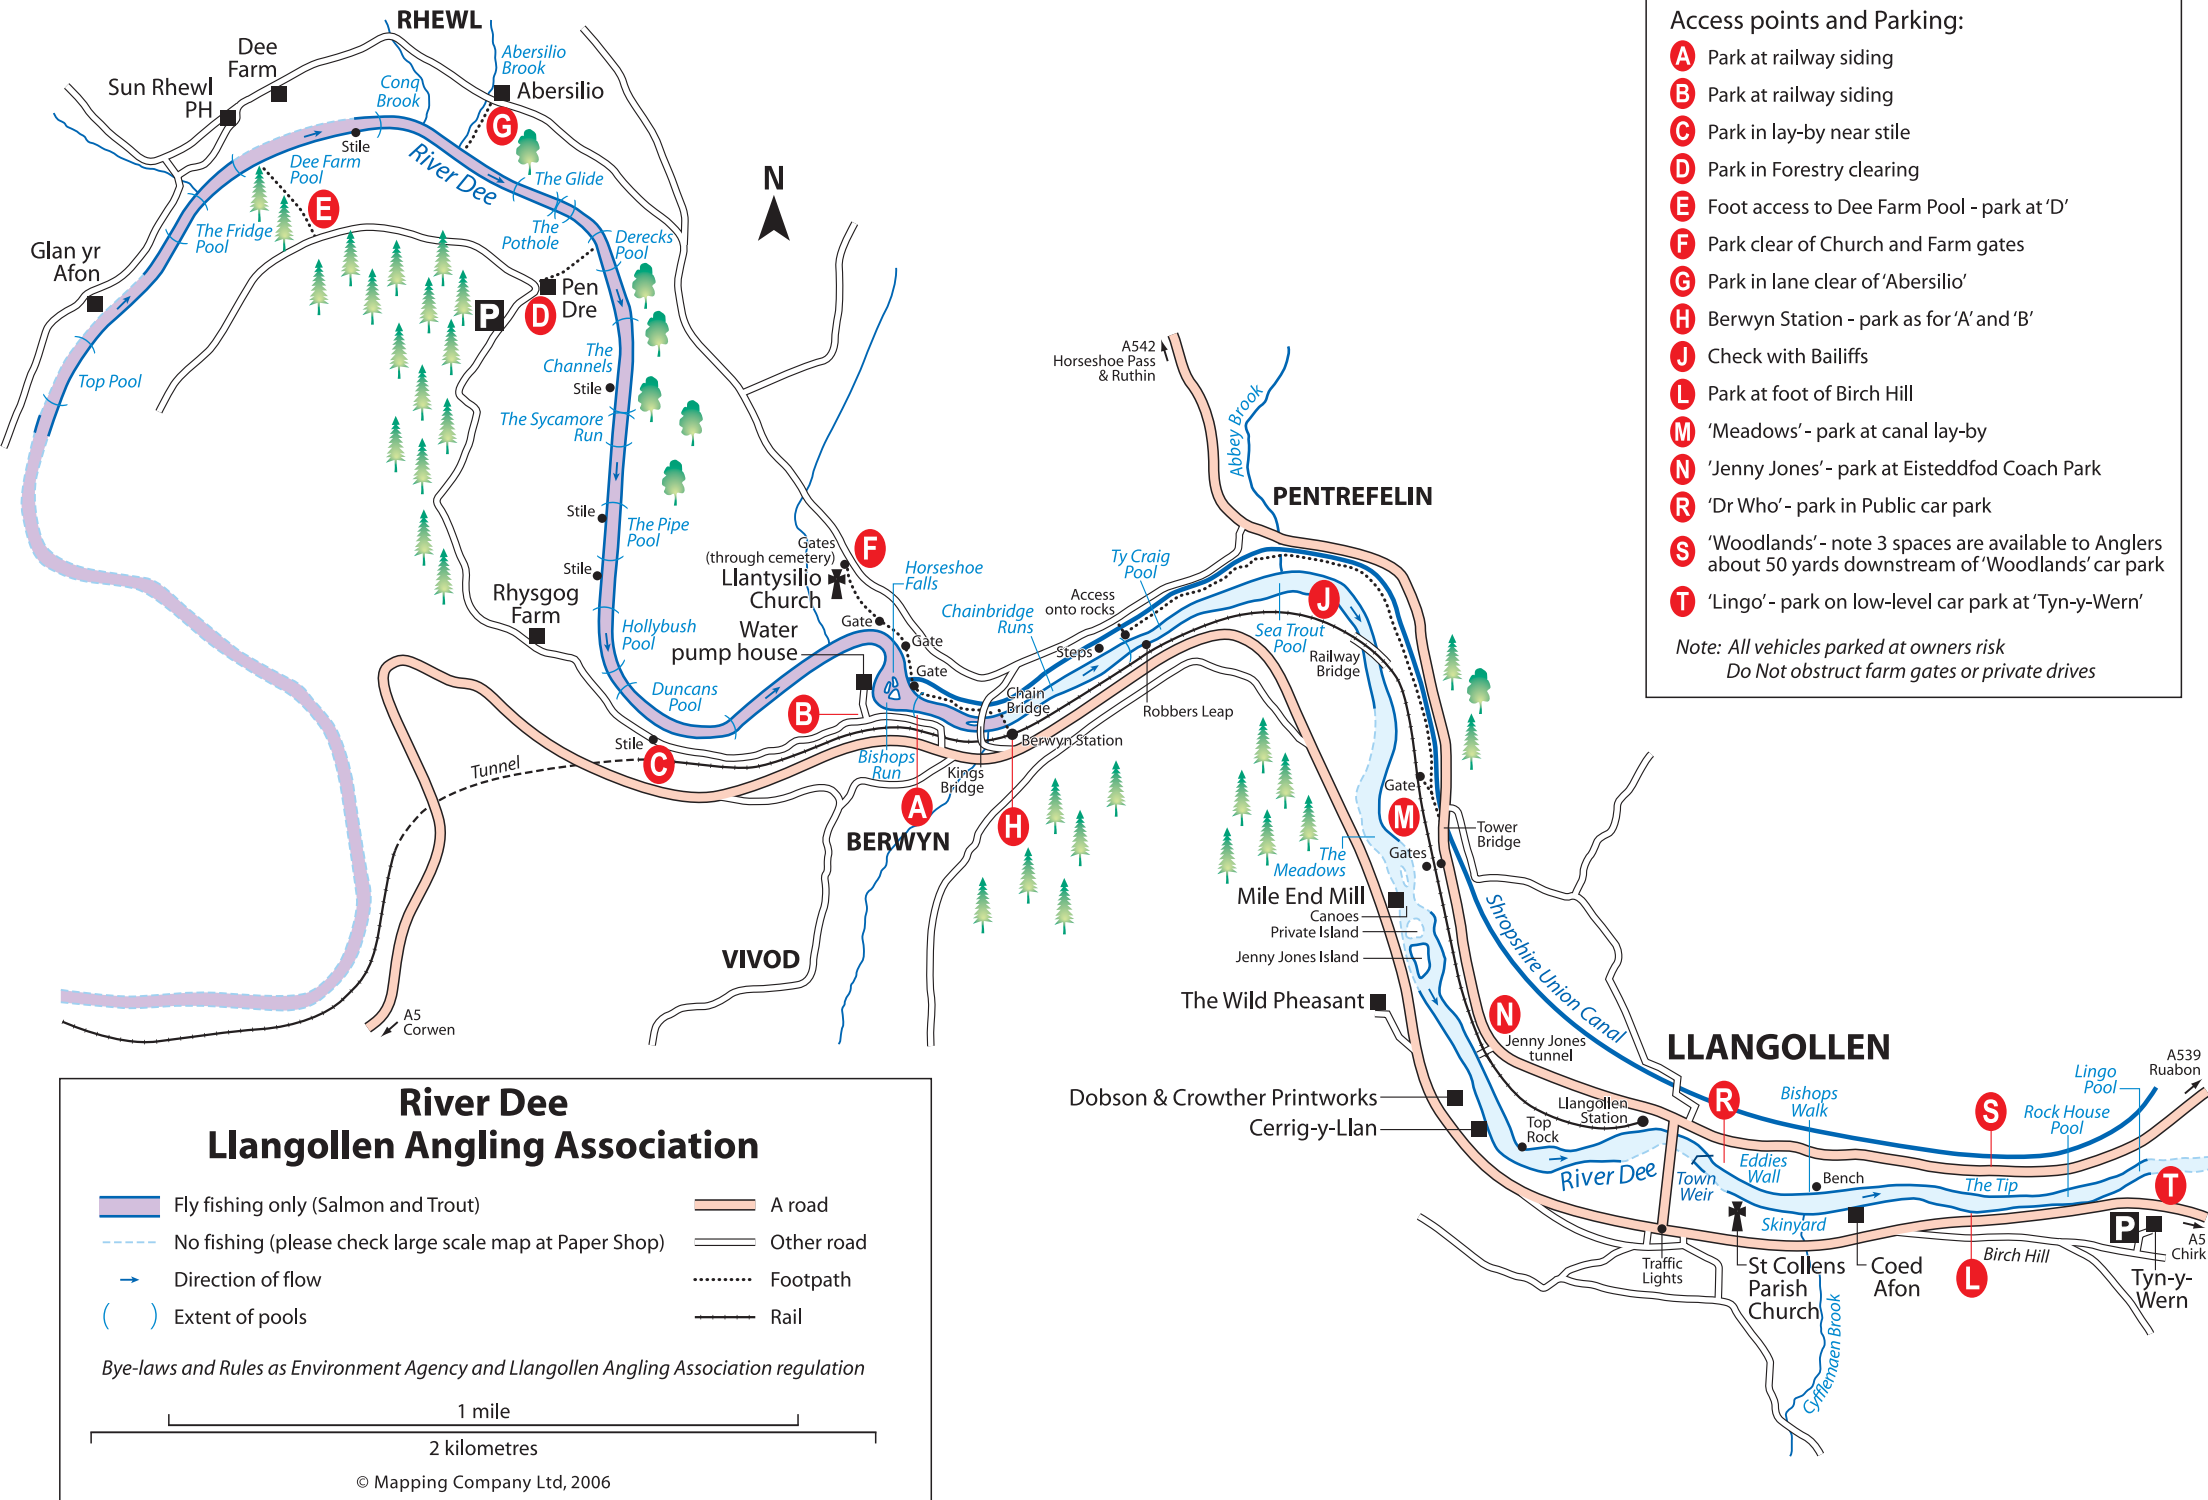 RHEWL
Dee
Farm
Sun Rhewl
PH
Conq
Brook
Abersilio
Brook
Abersilio
G
Stile
Dee Farm
Pool
River Dee
The Glide
E
The Fridge
Pool
The
Pothole
Derecks
Pool
Glan yr
Afon
Pen
Dre
P
D
N
Top Pool
The
Channels
Stile
The Sycamore
Run
Stile
The Pipe
Pool
Stile
Gates
(through cemetery)
F
Llantysilio
Church
Horseshoe
Falls
Rhysgog
Farm
Hollybush
Pool
Water
pump house
Gate
Gate
Gate
Chainbridge
Runs
Access
onto rocks
Ty Craig
Pool
Steps
Duncans
Pool
B
Chain
Bridge
Stile
C
Tunnel
Bishops
Run
Kings
Bridge
Berwyn Station
Robbers Leap
A
H
BERWYN
VIVOD
A5
Corwen
A542
Horseshoe Pass
& Ruthin
Abbey Brook
PENTREFELIN
J
Sea Trout
Pool
Railway
Bridge
Gate
M
Gates
Tower
Bridge
The
Meadows
Mile End Mill
Canoes
Private Island
Jenny Jones Island
Shropshire Union Canal
The Wild Pheasant
N
Jenny Jones
tunnel
LLANGOLLEN
A539
Ruabon
Dobson & Crowther Printworks
Cerrig-y-Llan
Llangollen
Station
Top
Rock
River Dee
R
Bishops
Walk
S
Lingo
Pool
Rock House
Pool
Town
Weir
Eddies
Wall
Bench
The Tip
T
Skinyard
P
A5
Chirk
Traffic
Lights
St Collens
Parish
Church
Coed
Afon
L
Birch Hill
Tyn-y-
Wern
Cyfflemaen Brook
Access points and Parking:
A Park at railway siding
B Park at railway siding
C Park in lay-by near stile
D Park in Forestry clearing
E Foot access to Dee Farm Pool - park at 'D'
F Park clear of Church and Farm gates
G Park in lane clear of 'Abersilio'
H Berwyn Station - park as for 'A' and 'B'
J Check with Bailiffs
L Park at foot of Birch Hill
M 'Meadows' - park at canal lay-by
N 'Jenny Jones' - park at Eisteddfod Coach Park
R 'Dr Who' - park in Public car park
S 'Woodlands' - note 3 spaces are available to Anglers
about 50 yards downstream of 'Woodlands' car park
T 'Lingo' - park on low-level car park at 'Tyn-y-Wern'
Note: All vehicles parked at owners risk
Do Not obstruct farm gates or private drives
River Dee
Llangollen Angling Association
Fly fishing only (Salmon and Trout)
No fishing (please check large scale map at Paper Shop)
Direction of flow
Extent of pools
A road
Other road
Footpath
Rail
Bye-laws and Rules as Environment Agency and Llangollen Angling Association regulation
1 mile
2 kilometres
© Mapping Company Ltd, 2006